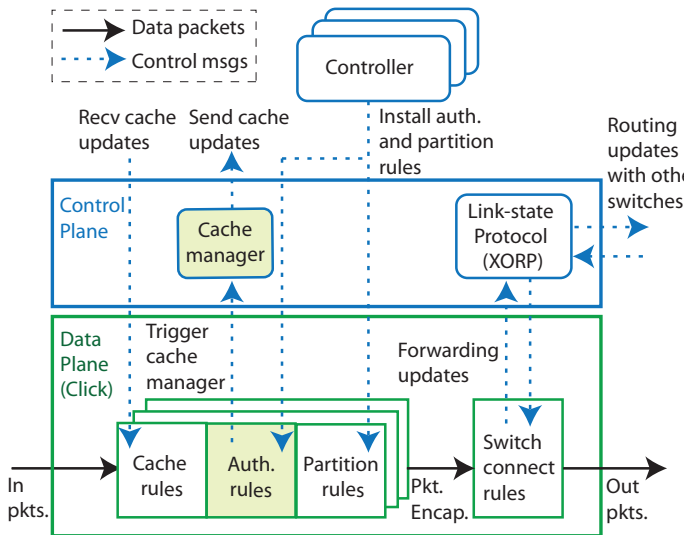 Data packets
Control msgs
Controller
Recv cache
updates
Send cache
updates
Install auth.
and partition
rules
Routing
updates
with othe
switches
Control
Plane
Cache
manager
Link-state
Protocol
(XORP)
Data
Plane
(Click)
Trigger
cache
manager
Forwarding
updates
Cache
rules
Auth.
rules
Partition
rules
Switch
connect
rules
In
pkts.
Pkt.
Encap.
Out
pkts.